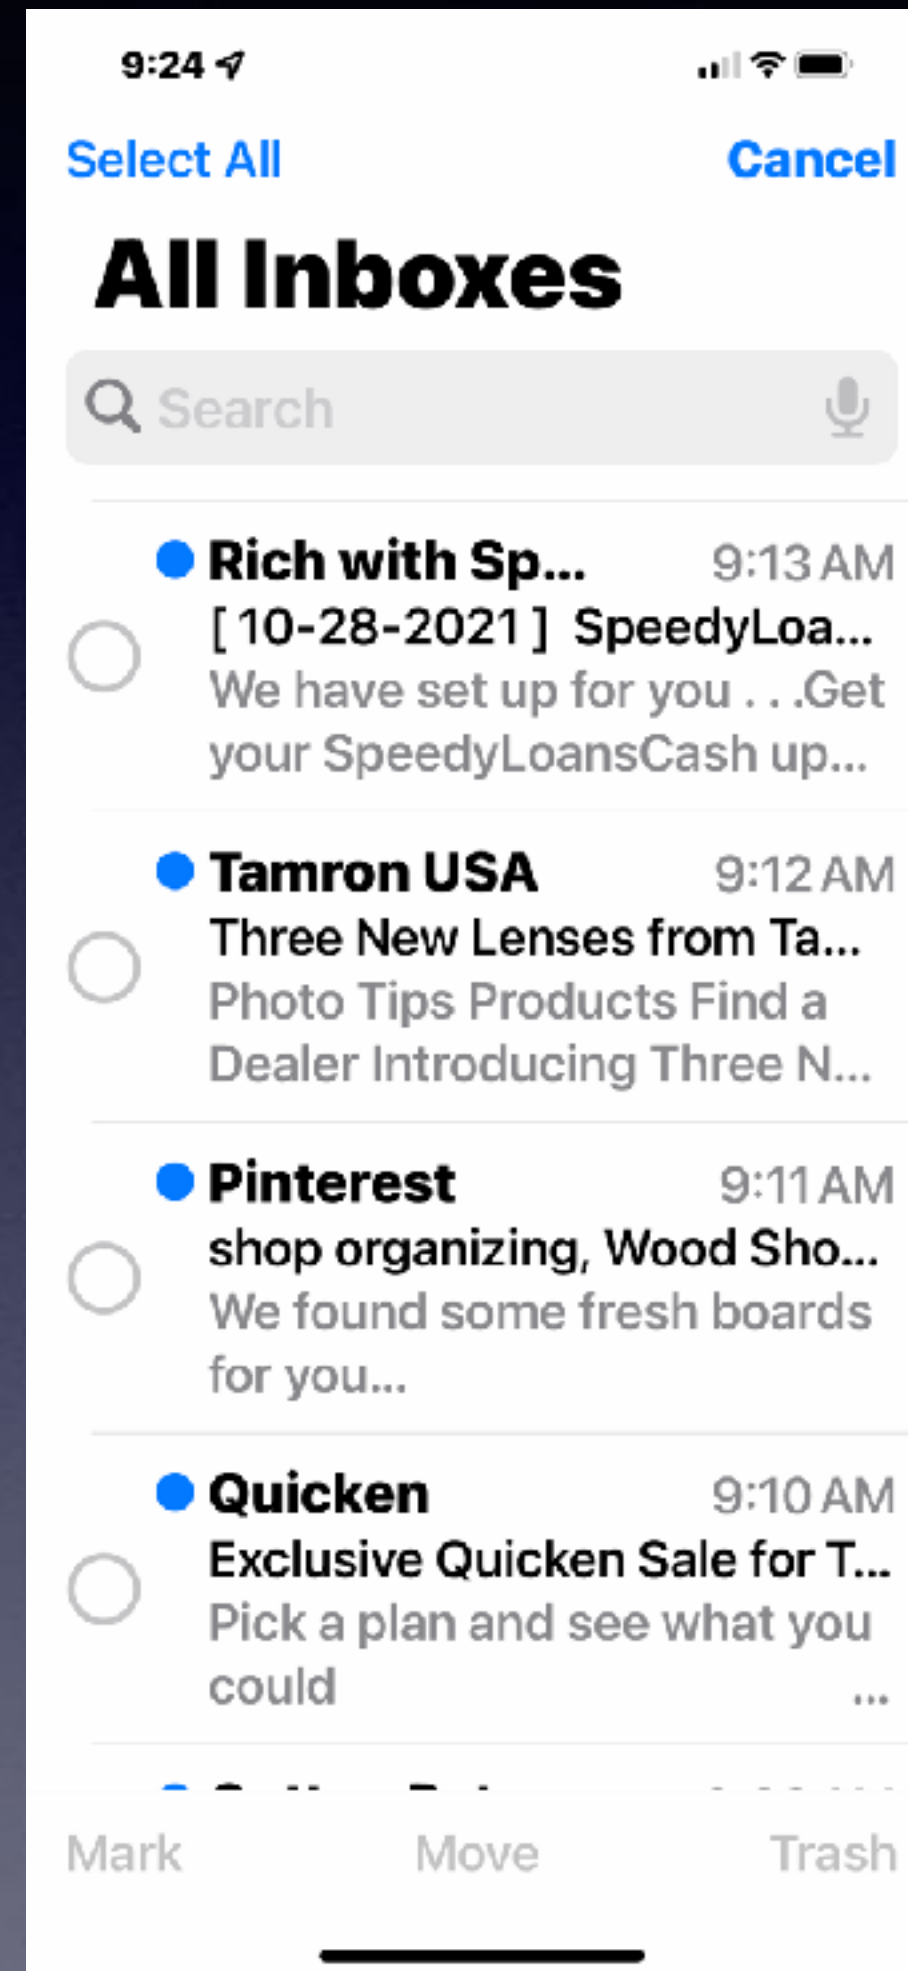 9:24
Select All Cancel
All Inboxes
Search
Rich with Sp... 9:13 AM
[ 10-28-2021 ] SpeedyLoa...
We have set up for you . . .Get
your SpeedyLoansCash up...
Tamron USA 9:12 AM
Three New Lenses from Ta...
Photo Tips Products Find a
Dealer Introducing Three N...
Pinterest 9:11 AM
shop organizing, Wood Sho...
We found some fresh boards
for you...
Quicken 9:10 AM
Exclusive Quicken Sale for T...
Pick a plan and see what you
could ...
Mark Move Trash